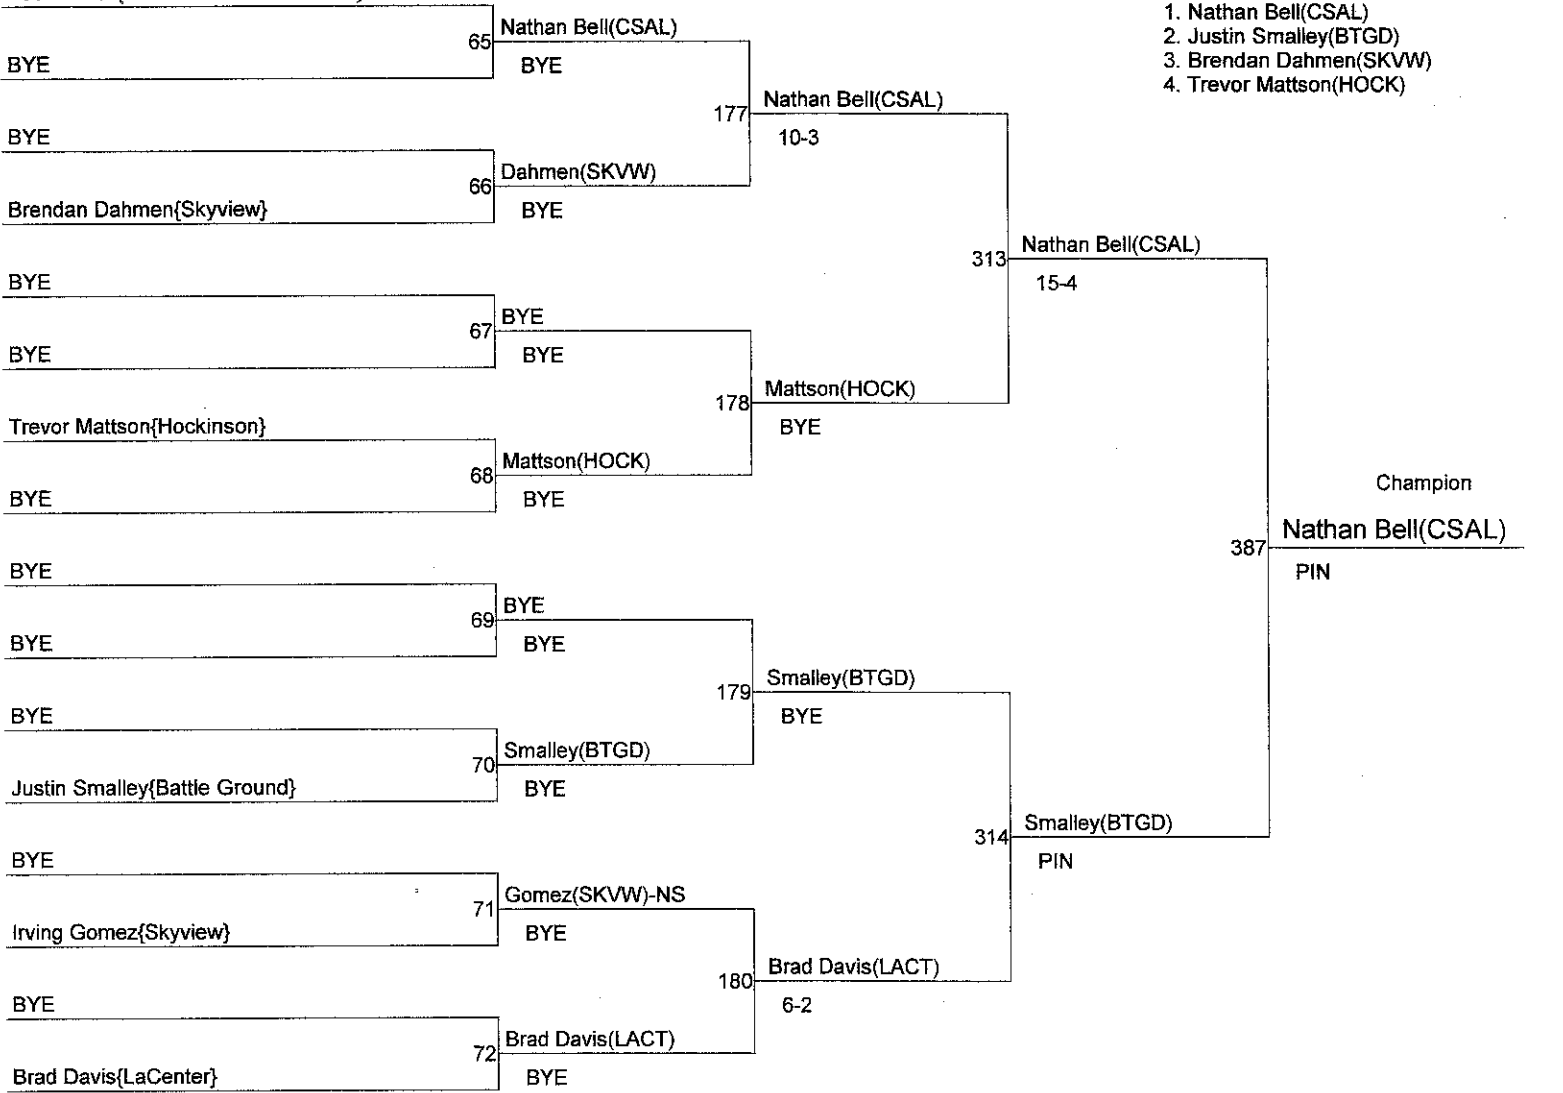 1. Nathan Bell(CSAL)
2. Justin Smalley(BTGD)
3. Brendan Dahmen(SKVW)
4. Trevor Mattson(HOCK)
65
Nathan Bell(CSAL)
BYE
BYE
177
Nathan Bell(CSAL)
10-3
BYE
66
Dahmen(SKVW)
BYE
Brendan Dahmen{Skyview}
313
Nathan Bell(CSAL)
15-4
BYE
67
BYE
BYE
BYE
178
Mattson(HOCK)
BYE
Trevor Mattson{Hockinson}
68
Mattson(HOCK)
BYE
BYE
Champion
387
Nathan Bell(CSAL)
PIN
BYE
69
BYE
BYE
BYE
179
Smalley(BTGD)
BYE
BYE
70
Smalley(BTGD)
BYE
Justin Smalley{Battle Ground}
314
Smalley(BTGD)
PIN
BYE
71
Gomez(SKVW)-NS
BYE
Irving Gomez{Skyview}
180
Brad Davis(LACT)
6-2
BYE
72
Brad Davis(LACT)
BYE
Brad Davis{LaCenter}